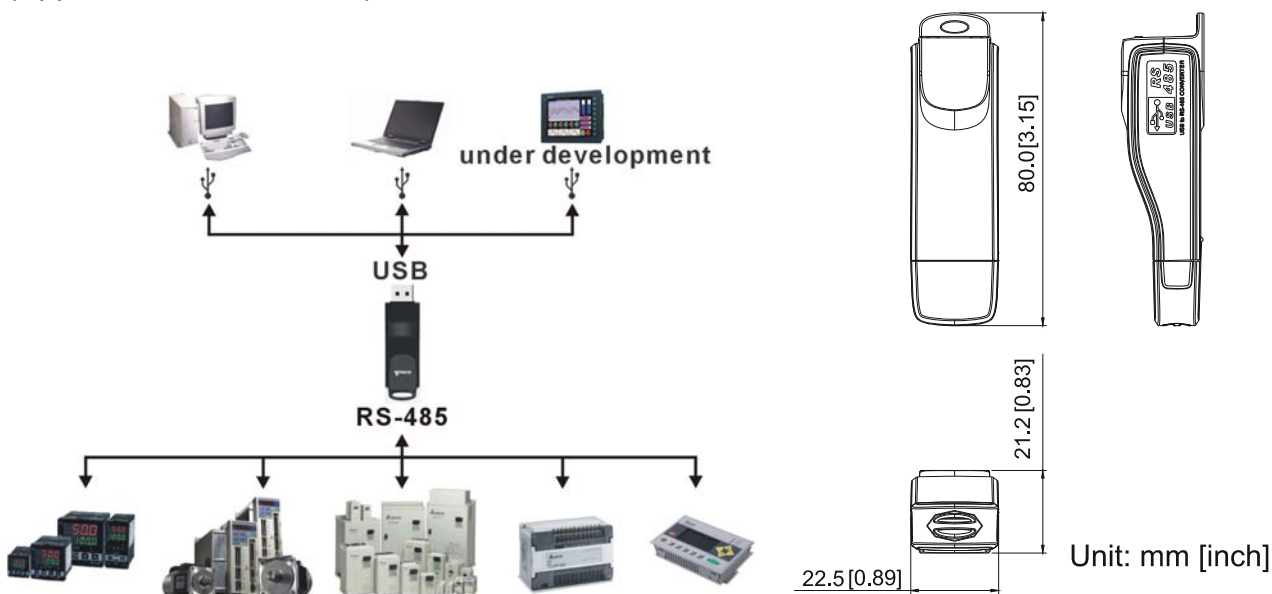 under development
USB
RS-485
80.0[3.15]
RS
USB 485
USB to RS-485 CONVERTER
21.2 [0.83]
22.5 [0.89]
Unit: mm [inch]